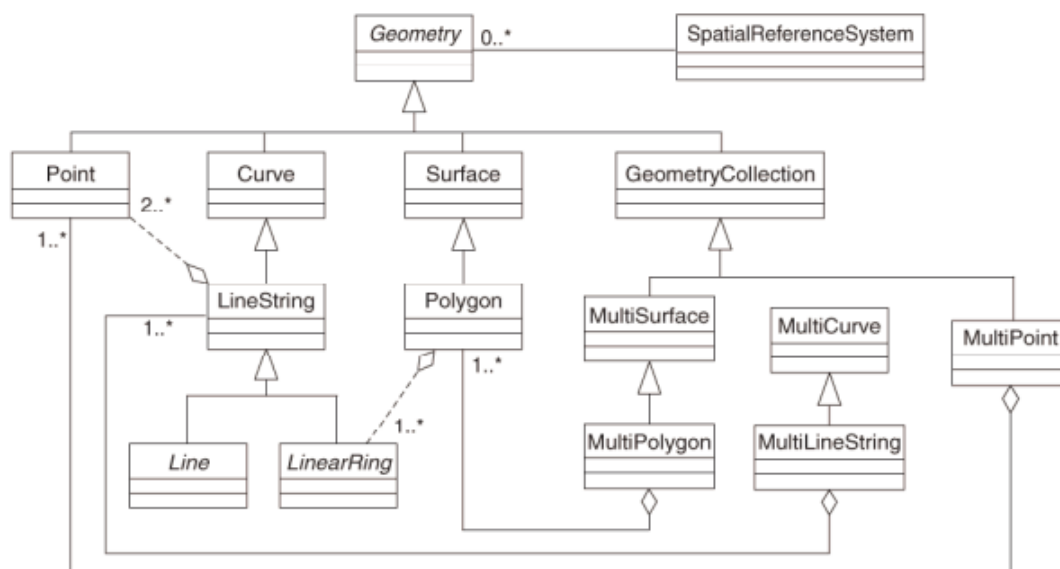 Geometry
0..*
SpatialReferenceSystem
Point
Curve
Surface
GeometryCollection
2..*
1..*
LineString
Polygon
MultiSurface
MultiCurve
MultiPoint
1..*
1..*
1..*
Line
LinearRing
MultiPolygon
MultiLineString